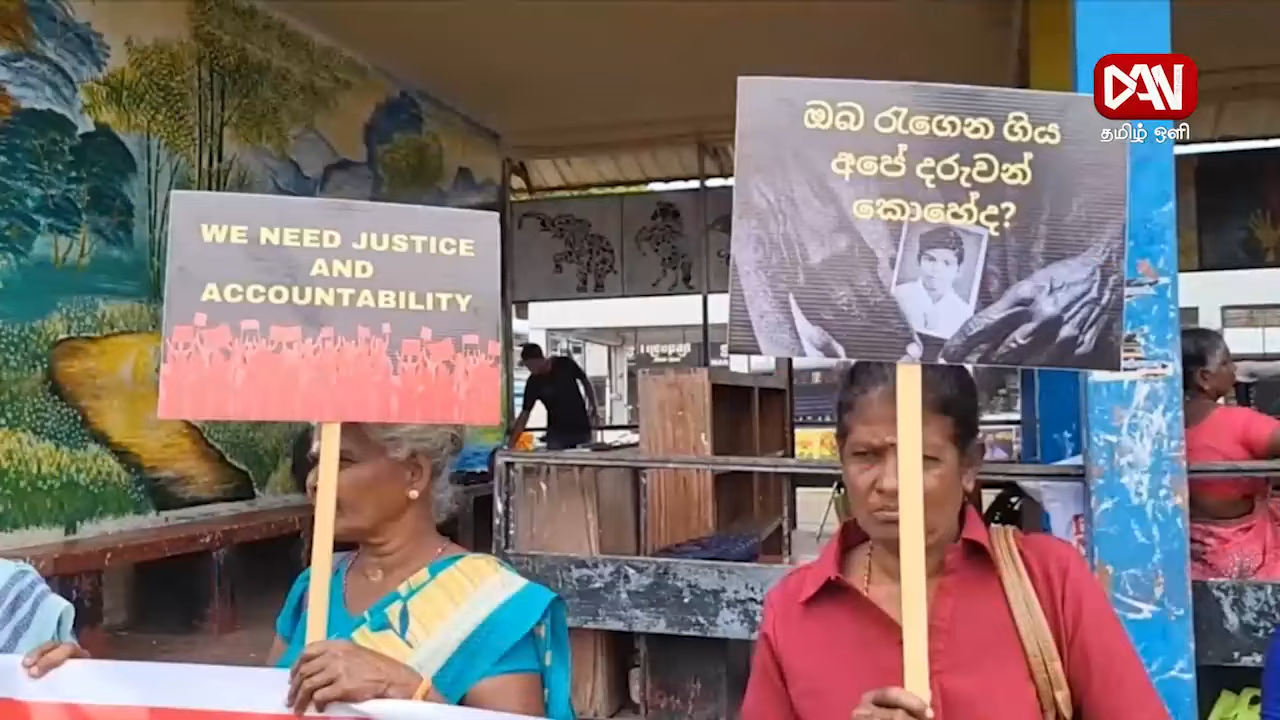 WE NEED JUSTICE
AND
ACCOUNTABILITY
ඔබ රැගෙන ගිය
අපේ දරුවන්
කොහේද?
DAN
தமிழ் ஒளி